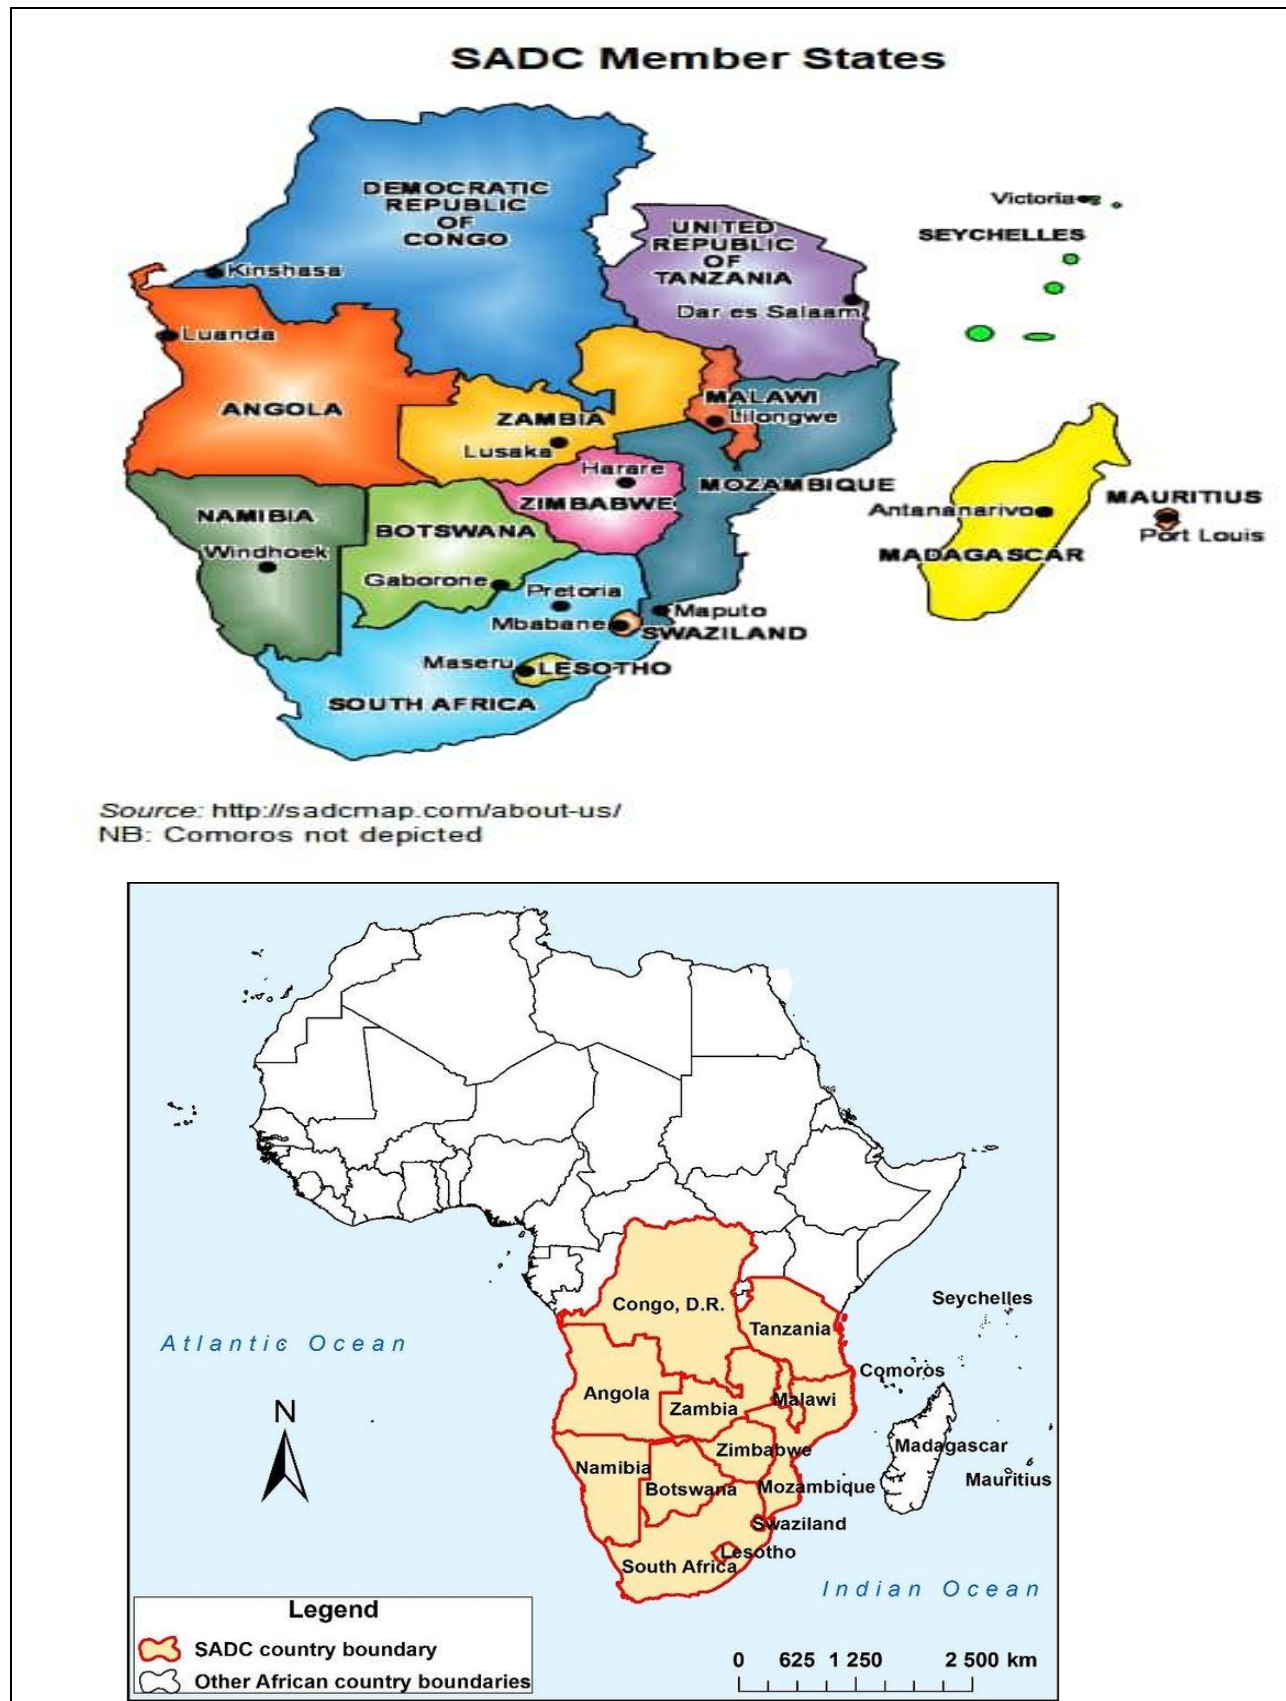 SADC Member States
DEMOCRATIC
REPUBLIC
OF
CONGO
Kinshasa
UNITED
REPUBLIC
OF
TANZANIA
Dar es Salaam
Victoria
SEYCHELLES
Luanda
ANGOLA
ZAMBIA
Lusaka
MALAWI
Lilongwe
Harare
ZIMBABWE
MOZAMBIQUE
NAMIBIA
Windhoek
BOTSWANA
Gaborone
Antananarivo
MADAGASCAR
MAURITIUS
Port Louis
Pretoria
Mbabane
Maputo
SWAZILAND
Maseru
LESOTHO
SOUTH AFRICA
Source: http://sadcmap.com/about-us/
NB: Comoros not depicted
Congo, D.R.
Tanzania
Seychelles
Atlantic Ocean
Comoros
Angola
Zambia
Malawi
N
Zimbabwe
Madagascar
Namibia
Botswana
Mozambique
Mauritius
Swaziland
Lesotho
South Africa
Indian Ocean
Legend
SADC country boundary
Other African country boundaries
0 625 1 250 2 500 km